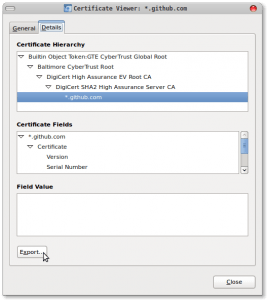 Certificate Viewer: *.github.com
General Details
Certificate Hierarchy
Builtin Object Token:GTE CyberTrust Global Root
Baltimore CyberTrust Root
DigiCert High Assurance EV Root CA
DigiCert SHA2 High Assurance Server CA
*.github.com
Certificate Fields
*.github.com
Certificate
Version
Serial Number
Field Value
Export...
Close